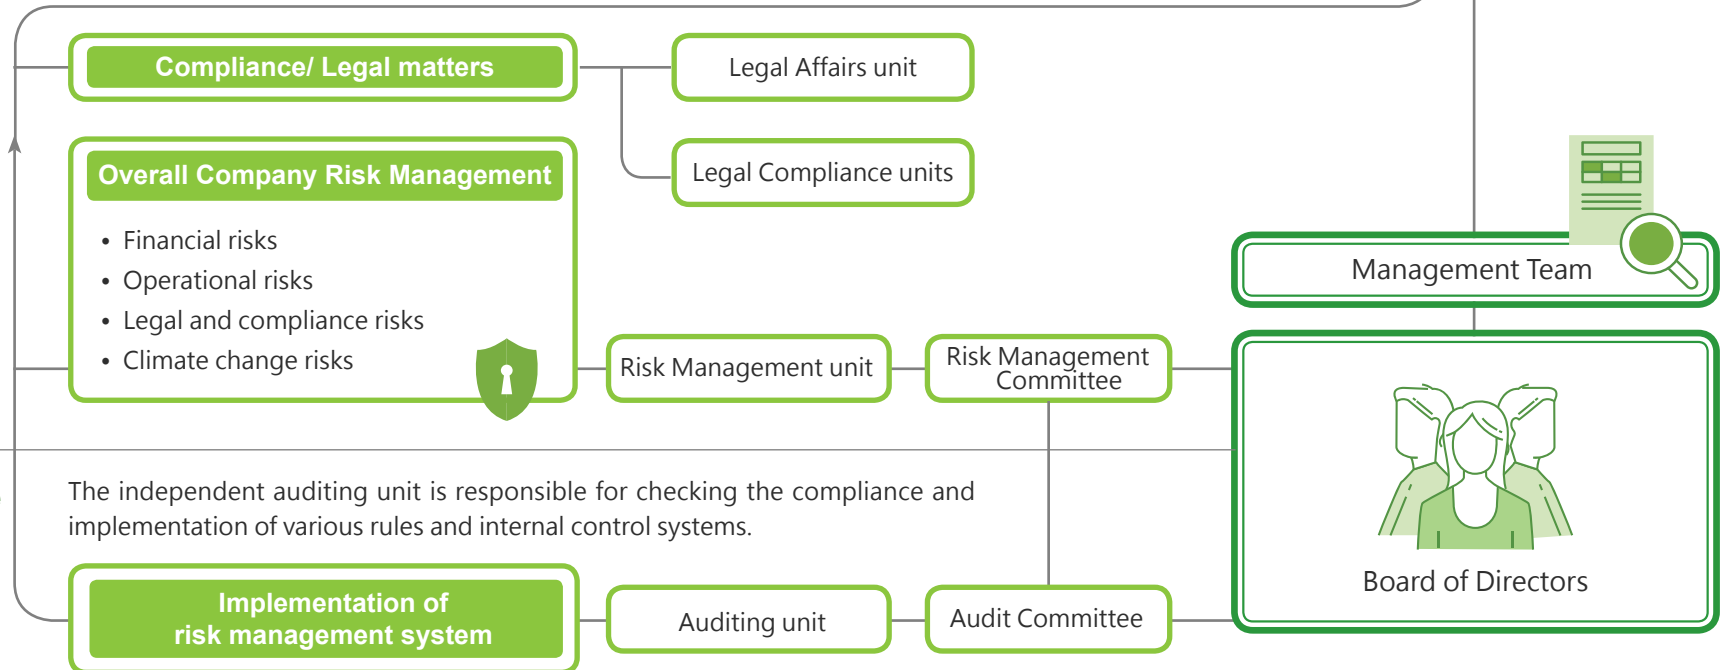 Compliance/ Legal matters
Legal Affairs unit
Legal Compliance units
Overall Company Risk Management
• Financial risks
• Operational risks
• Legal and compliance risks
• Climate change risks
Risk Management unit
Risk Management
Committee
Management Team
Board of Directors
The independent auditing unit is responsible for checking the compliance and
implementation of various rules and internal control systems.
Implementation of
risk management system
Auditing unit
Audit Committee